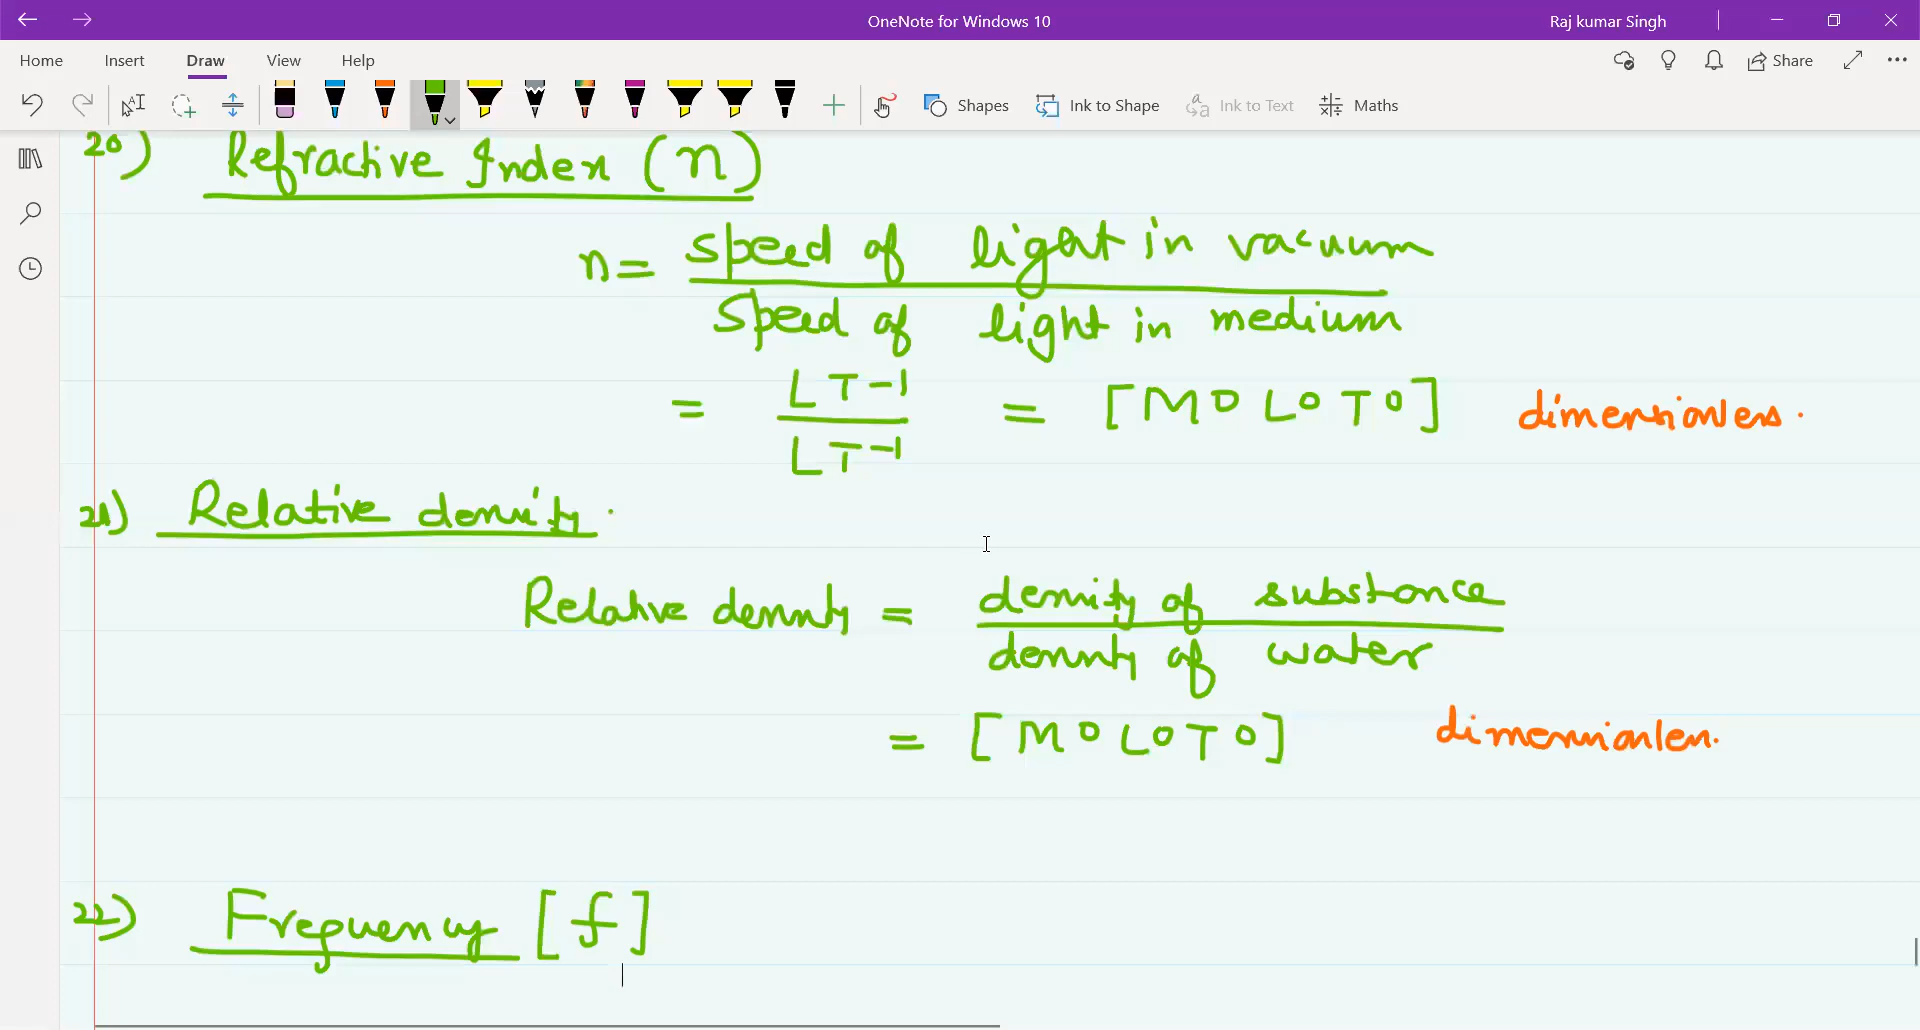 OneNote for Windows 10
Raj kumar Singh
Home Insert Draw View Help
Share
Shapes Ink to Shape Ink to Text Maths
20) Refractive Index (n)
n = speed of light in vacuum
speed of light in medium
= LT-1 = [M0L0T0] dimensionless.
LT-1
21) Relative density.
Relative density = density of substance
density of water
= [M0L0T0] dimensionless.
22) Frequency [f]